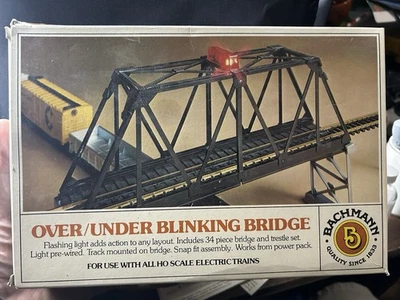 OVER/UNDER BLINKING BRIDGE
Flashing light adds action to any layout. Includes 34 piece bridge and trestle set.
Light pre-wired. Track mounted on bridge. Snap fit assembly. Works from power pack.
FOR USE WITH ALL HO SCALE ELECTRIC TRAINS
BACHMANN
B
QUALITY SINCE 1833